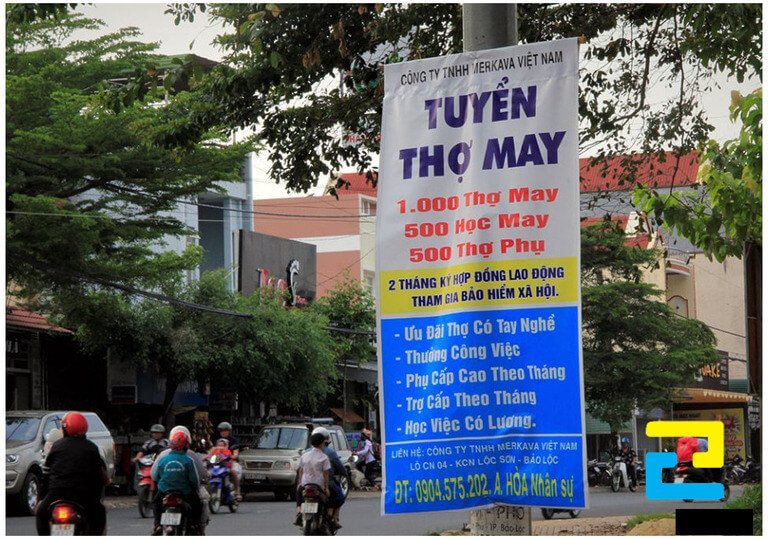 CÔNG TY TNHH MERKAVA VIỆT NAM
TUYỂN
THỢ MAY
1.000 Thợ May
500 Học May
500 Thợ Phụ
2 THÁNG KÝ HỢP ĐỒNG LAO ĐỘNG
THAM GIA BẢO HIỂM XÃ HỘI.
- Ưu Đãi Thợ Có Tay Nghề
- Thưởng Công Việc
- Phụ Cấp Cao Theo Tháng
- Trợ Cấp Theo Tháng
- Học Việc Có Lương.
LIÊN HỆ: CÔNG TY TNHH MERKAVA VIỆT NAM
LÔ CN 04 - KCN LỘC SƠN - BẢO LỘC
ĐT: 0904.575.202. A. HÒA Nhân sự